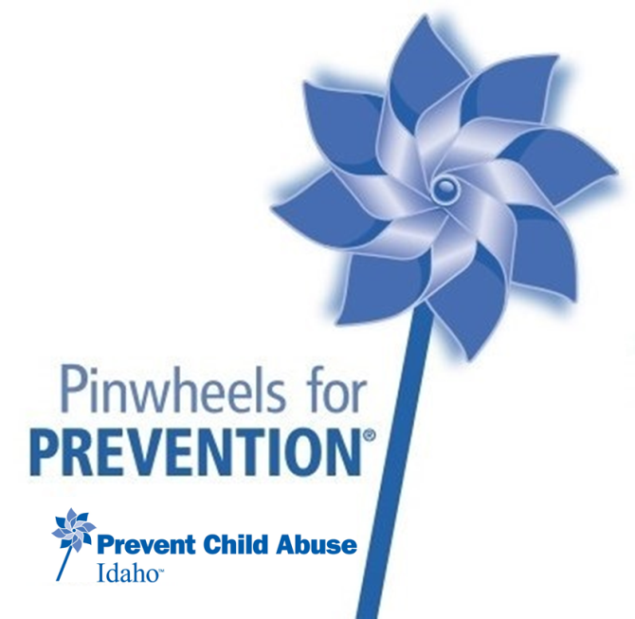 Pinwheels for
PREVENTION®
Prevent Child Abuse
Idaho™